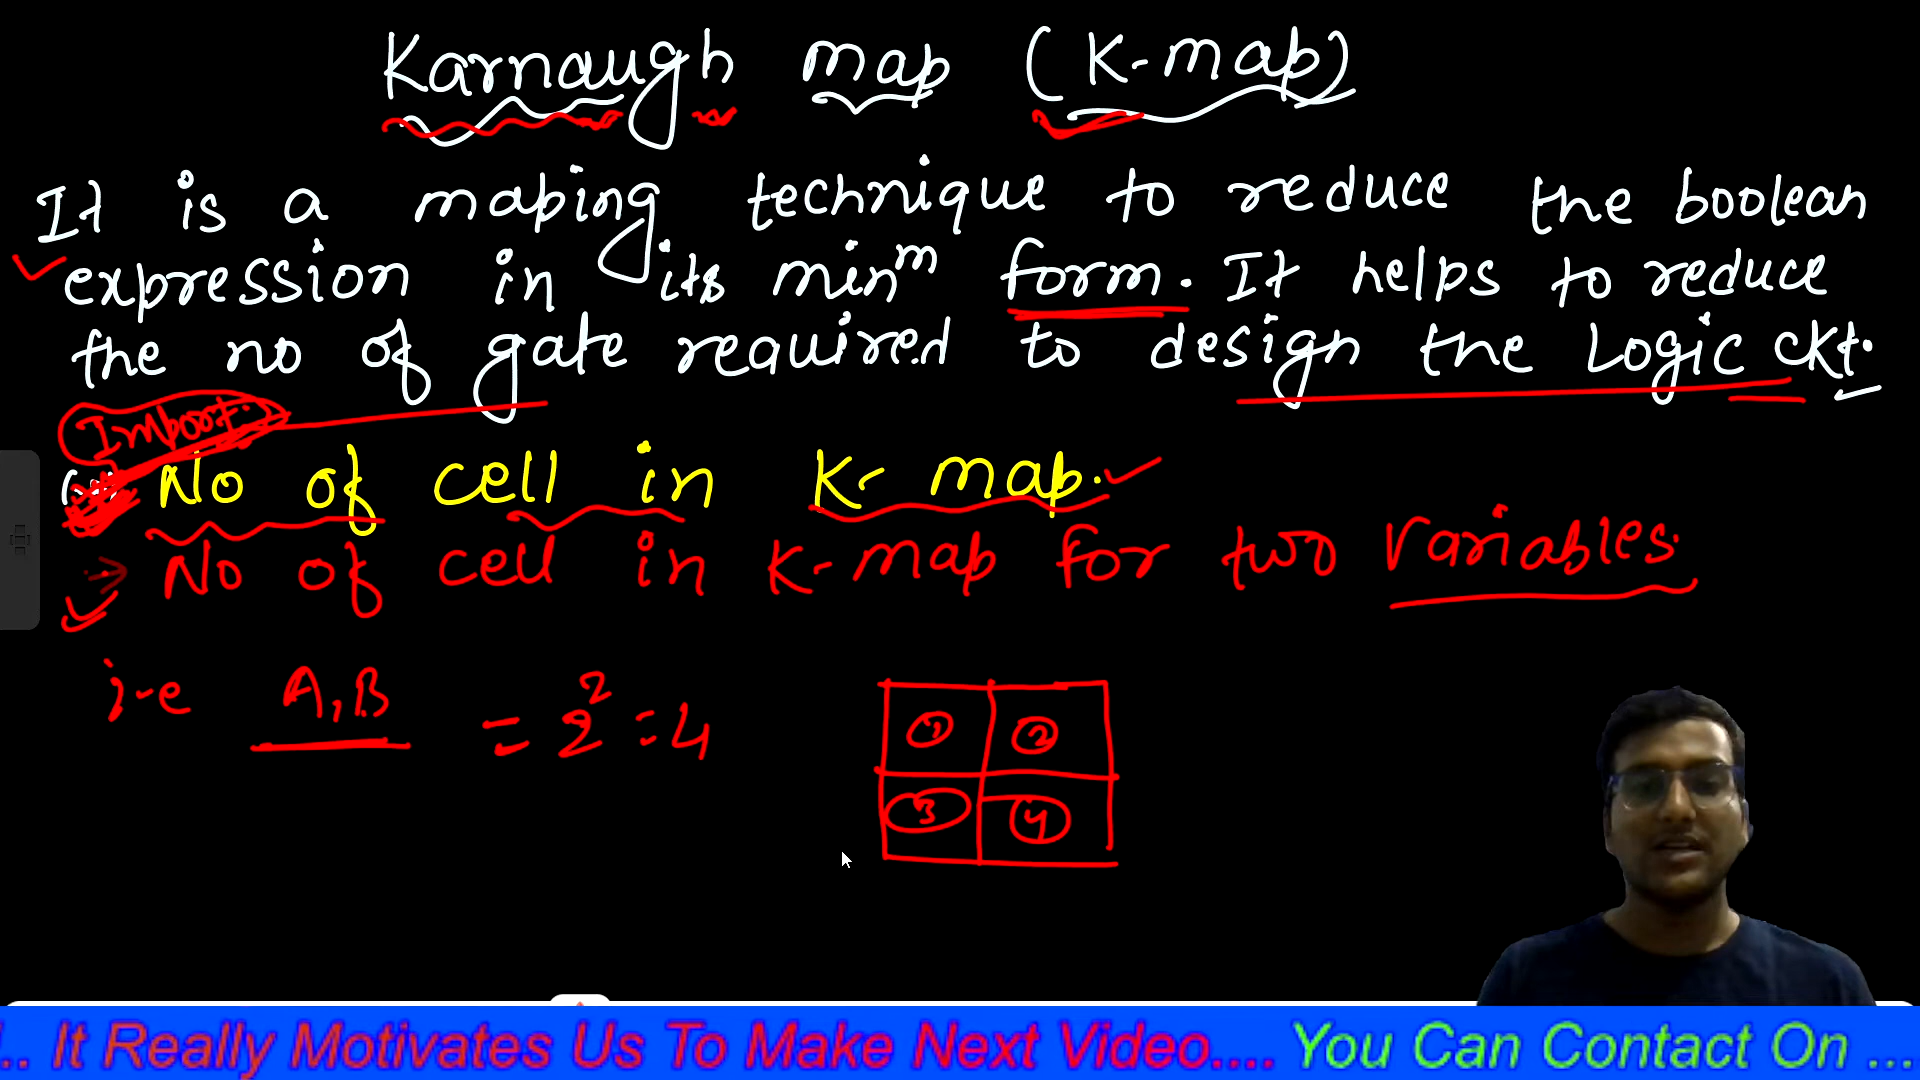 Karnaugh map (K-map)
It is a maping technique to reduce the boolean
expression in its minm form. It helps to reduce
the no of gate required to design the Logic ckt.
Import.
No of cell in K- map.
→ No of cell in K-map for two variables.
i-e A,B = 2² = 4
1 2
3 4
.. It Really Motivates Us To Make Next Video.... You Can Contact On ...